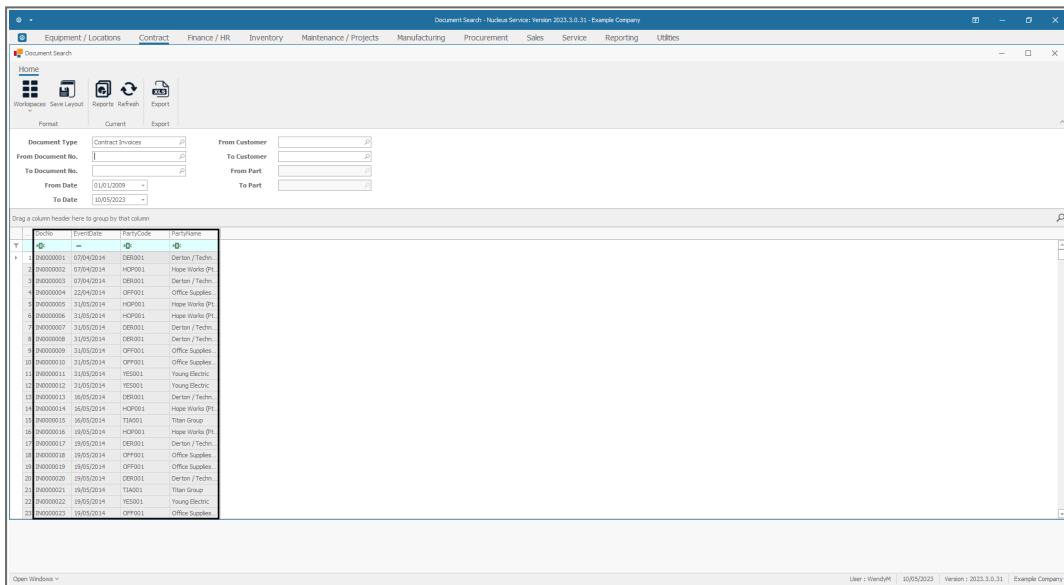 Document Search - Nucleus Service: Version 2023.3.0.31 - Example Company
Equipment / Locations Contract Finance / HR Inventory Maintenance / Projects Manufacturing Procurement Sales Service Reporting Utilities
Document Search
Home
Workspaces Save Layout Reports Refresh Export
Format Current Export
Document Type Contract Invoices From Customer
From Document No. To Customer
To Document No. From Part
From Date 01/01/2009 To Part
To Date 10/05/2023
Drag a column header here to group by that column
... DocNo EventDate PartyCode PartyName
1 IN0000001 07/04/2014 DER001 Derton / Techn...
2 IN0000002 07/04/2014 HOP001 Hope Works (Pt...
3 IN0000003 07/04/2014 DER001 Derton / Techn...
4 IN0000004 22/04/2014 OFF001 Office Supplies...
5 IN0000005 31/05/2014 HOP001 Hope Works (Pt...
6 IN0000006 31/05/2014 HOP001 Hope Works (Pt...
7 IN0000007 31/05/2014 DER001 Derton / Techn...
8 IN0000008 31/05/2014 DER001 Derton / Techn...
9 IN0000009 31/05/2014 OFF001 Office Supplies...
10 IN0000010 31/05/2014 OFF001 Office Supplies...
11 IN0000011 31/05/2014 YES001 Young Electric
12 IN0000012 31/05/2014 YES001 Young Electric
13 IN0000013 16/05/2014 DER001 Derton / Techn...
14 IN0000014 16/05/2014 HOP001 Hope Works (Pt...
15 IN0000015 16/05/2014 TIA001 Titan Group
16 IN0000016 19/05/2014 HOP001 Hope Works (Pt...
17 IN0000017 19/05/2014 DER001 Derton / Techn...
18 IN0000018 19/05/2014 OFF001 Office Supplies...
19 IN0000019 19/05/2014 OFF001 Office Supplies...
20 IN0000020 19/05/2014 DER001 Derton / Techn...
21 IN0000021 19/05/2014 TIA001 Titan Group
22 IN0000022 19/05/2014 YES001 Young Electric
23 IN0000023 19/05/2014 OFF001 Office Supplies...
Open Windows User : WendyM 10/05/2023 Version : 2023.3.0.31 Example Company